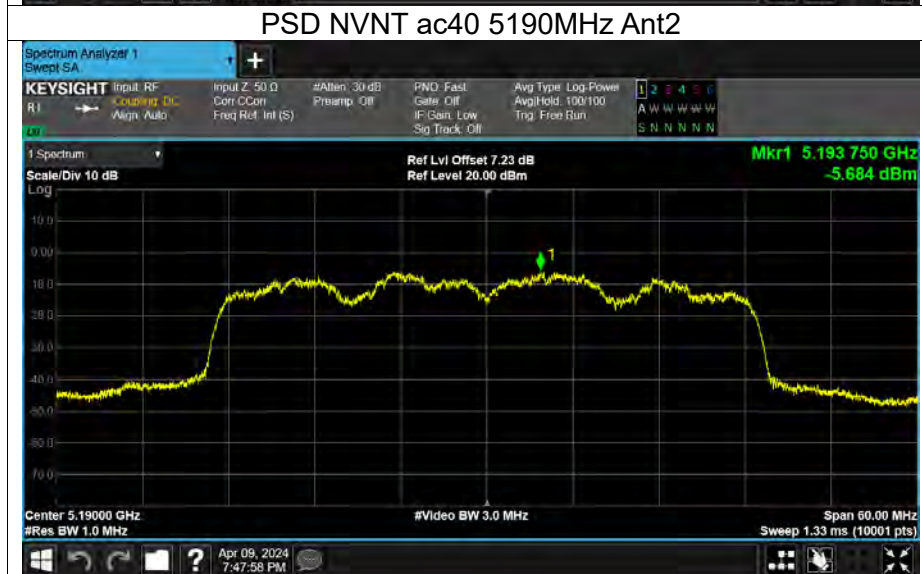 PSD NVNT ac40 5190MHz Ant2
Spectrum Analyzer 1
Swept SA
+
KEYSIGHT Input: RF Input Z: 50 Ω #Atten: 30 dB PNO: Fast Avg Type: Log-Power 1 2 3 4 5 6
Coupling: DC Corr CCorr Preamp: Off Gate: Off Avg|Hold: 100/100 A W W W W W
Align: Auto Freq Ref: Int (S) IF Gain: Low Trig: Free Run
Sig Track: Off S N N N N N
1 Spectrum Ref Lvl Offset 7.23 dB Mkr1 5.193 750 GHz
Scale/Div 10 dB Ref Level 20.00 dBm -5.684 dBm
Log
10.0
0.00
1
-10.0
-20.0
-30.0
-40.0
-50.0
-60.0
-70.0
Center 5.19000 GHz #Video BW 3.0 MHz Span 60.00 MHz
#Res BW 1.0 MHz Sweep 1.33 ms (10001 pts)
? Apr 09, 2024
7:47:58 PM